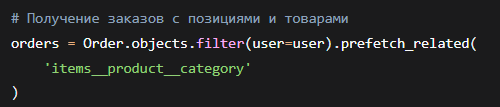 # Получение заказов с позициями и товарами
orders = Order.objects.filter(user=user).prefetch_related(
    'items__product__category'
)